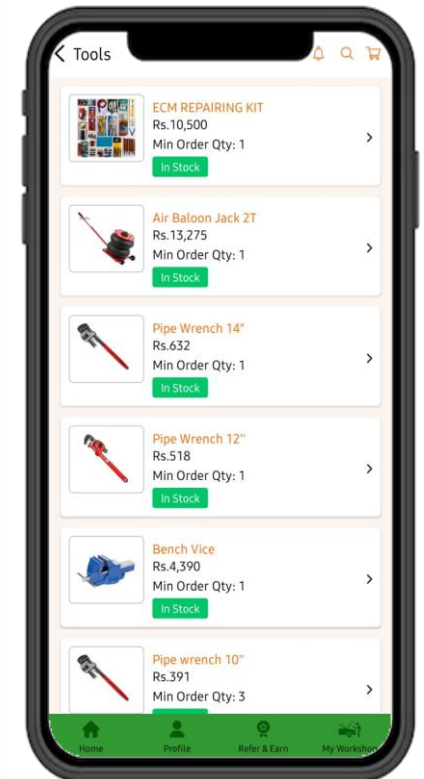 Tools
ECM REPAIRING KIT
Rs.10,500
Min Order Qty: 1
In Stock
Air Baloon Jack 2T
Rs.13,275
Min Order Qty: 1
In Stock
Pipe Wrench 14"
Rs.632
Min Order Qty: 1
In Stock
Pipe Wrench 12"
Rs.518
Min Order Qty: 1
In Stock
Bench Vice
Rs.4,390
Min Order Qty: 1
In Stock
Pipe wrench 10"
Rs.391
Min Order Qty: 3
Home Profile Refer & Earn My Workshop